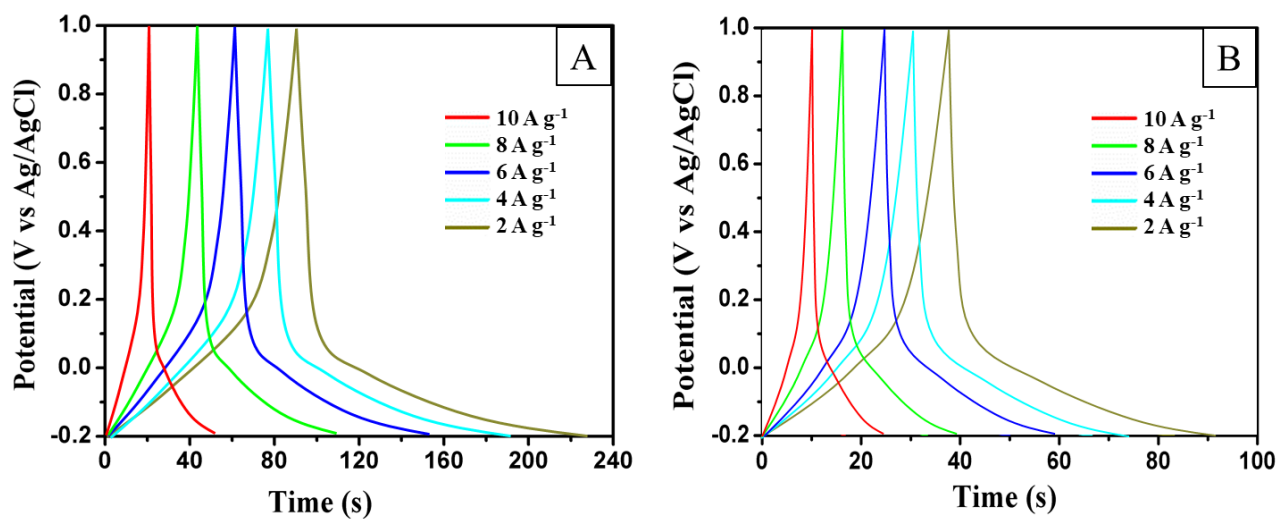 A
Potential (V vs Ag/AgCl)
1.0
0.8
0.6
0.4
0.2
0.0
-0.2
10 A g-1
8 A g-1
6 A g-1
4 A g-1
2 A g-1
0 40 80 120 160 200 240
Time (s)
B
Potential (V vs Ag/AgCl)
1.0
0.8
0.6
0.4
0.2
0.0
-0.2
10 A g-1
8 A g-1
6 A g-1
4 A g-1
2 A g-1
0 20 40 60 80 100
Time (s)